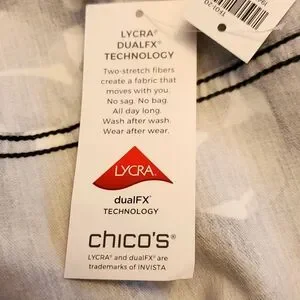 LYCRA®
DUALFX®
TECHNOLOGY
Two-stretch fibers
create a fabric that
moves with you.
No sag. No bag.
All day long.
Wash after wash.
Wear after wear.
LYCRA®
dualFX™
TECHNOLOGY
chico's®
LYCRA® and dualFX® are
trademarks of INVISTA